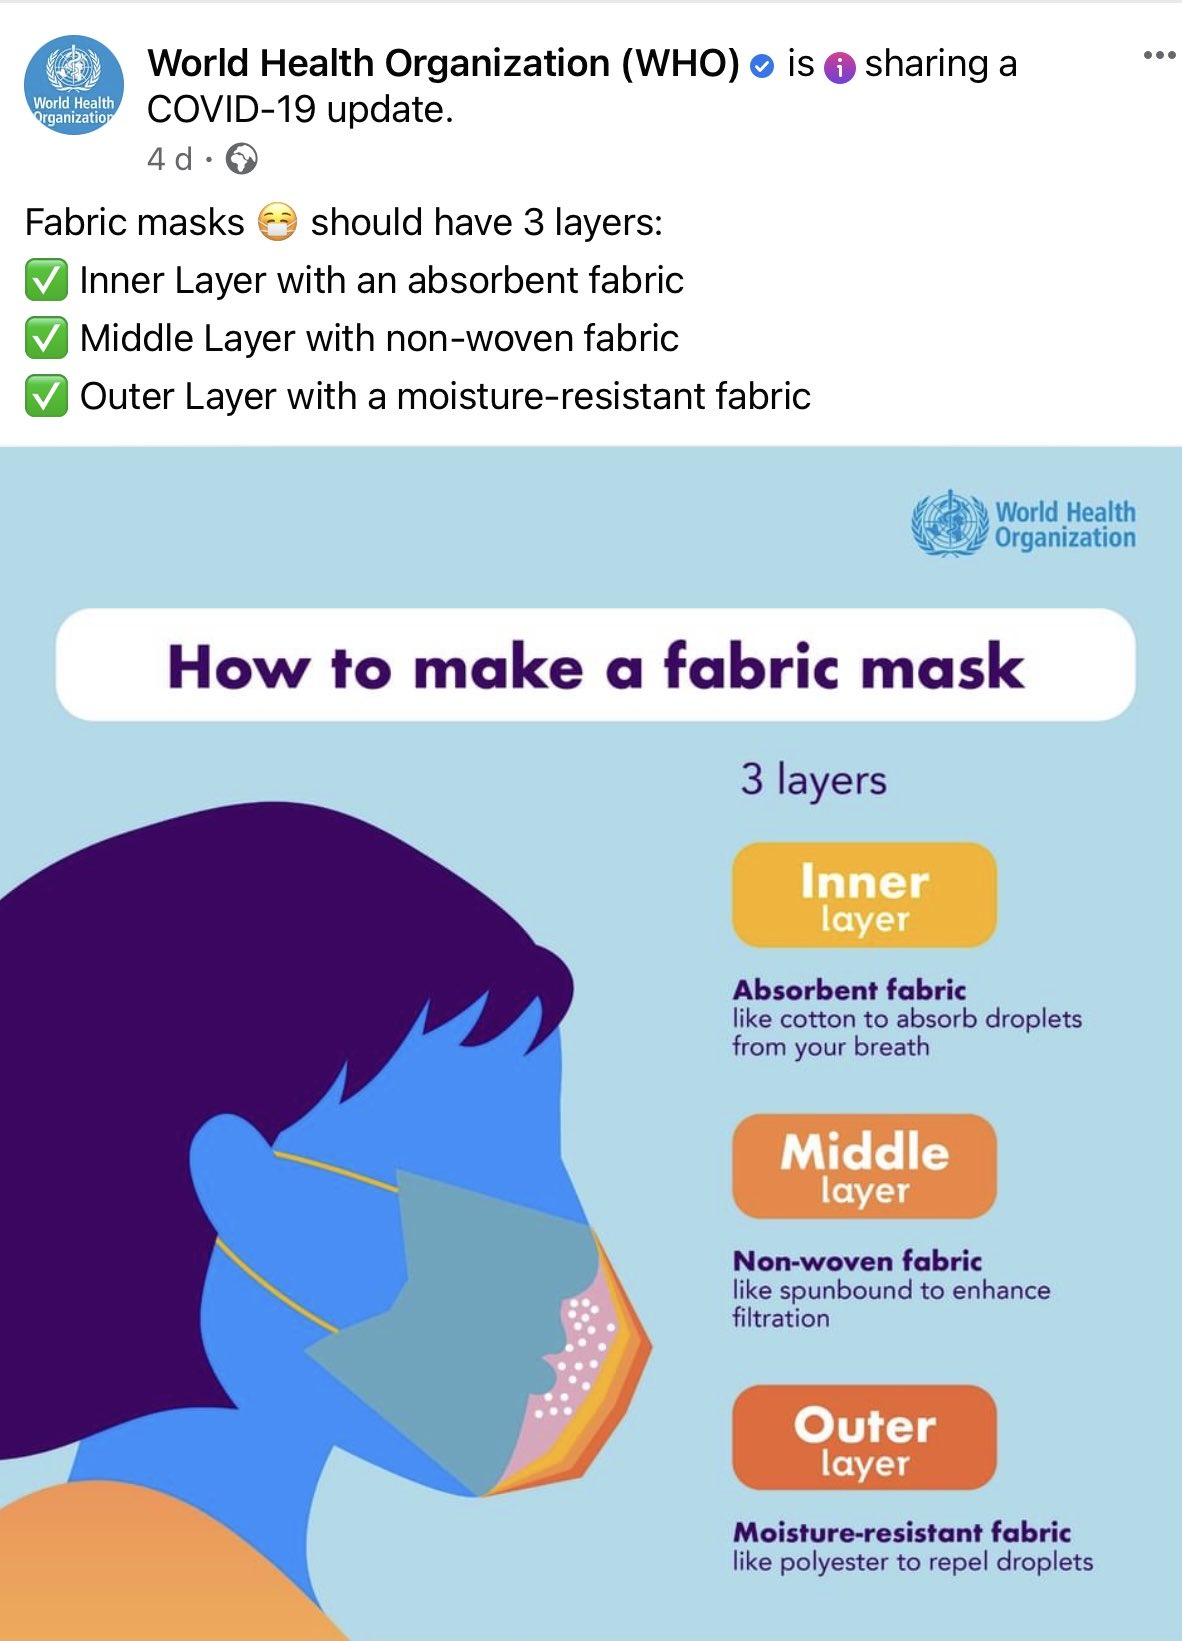 World Health Organization (WHO) is i sharing a
COVID-19 update.
World Health
Organization
4 d ·
Fabric masks 😷 should have 3 layers:
✅ Inner Layer with an absorbent fabric
✅ Middle Layer with non-woven fabric
✅ Outer Layer with a moisture-resistant fabric
World Health
Organization
How to make a fabric mask
3 layers
Inner
layer
Absorbent fabric
like cotton to absorb droplets
from your breath
Middle
layer
Non-woven fabric
like spunbound to enhance
filtration
Outer
layer
Moisture-resistant fabric
like polyester to repel droplets